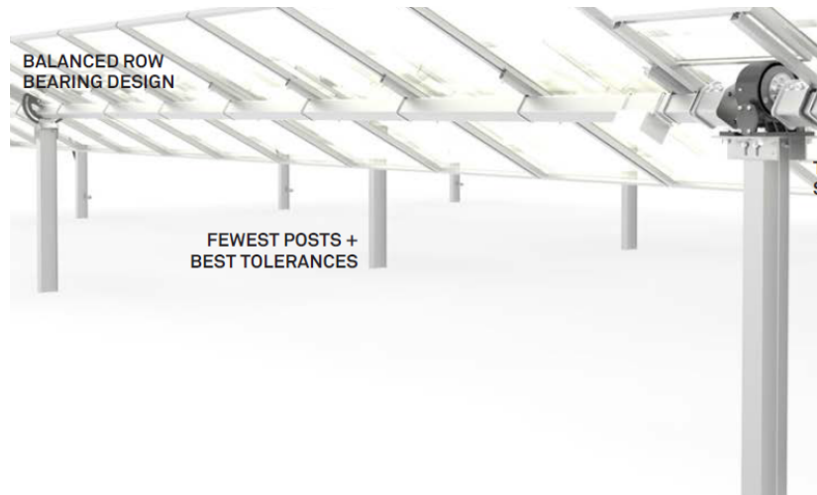 BALANCED ROW
BEARING DESIGN
FEWEST POSTS +
BEST TOLERANCES